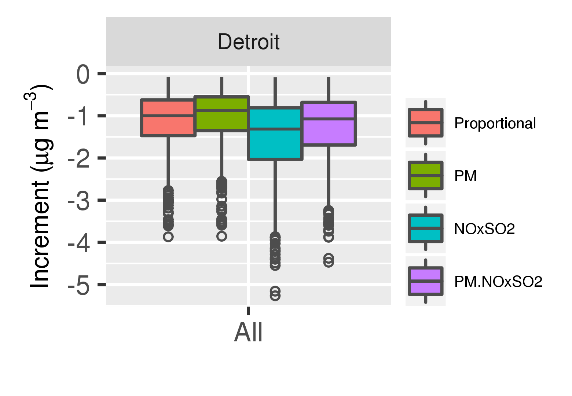 Detroit
Increment (µg m⁻³)
0
-1
-2
-3
-4
-5
All
Proportional
PM
NOxSO2
PM.NOxSO2